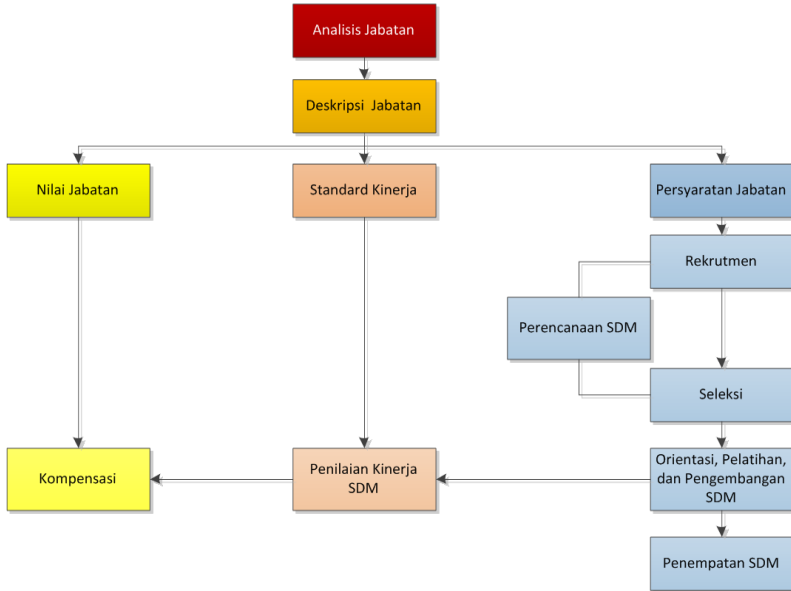 Analisis Jabatan
Deskripsi Jabatan
Nilai Jabatan
Standard Kinerja
Persyaratan Jabatan
Rekrutmen
Perencanaan SDM
Seleksi
Kompensasi
Penilaian Kinerja
SDM
Orientasi, Pelatihan,
dan Pengembangan
SDM
Penempatan SDM